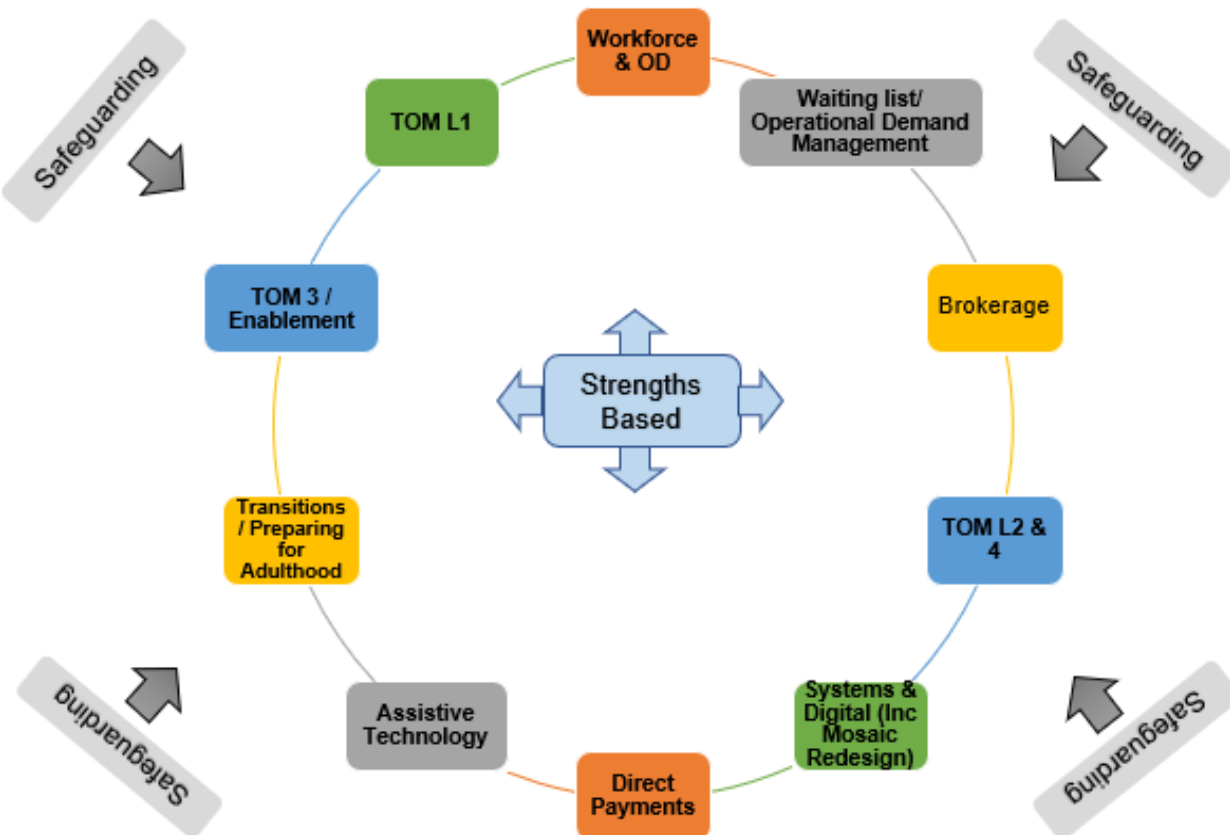 Workforce
& OD
Safeguarding
Safeguarding
TOM L1
Waiting list/
Operational Demand
Management
TOM 3 /
Enablement
Brokerage
Strengths
Based
Transitions
/ Preparing
for
Adulthood
TOM L2 &
4
Safeguarding
Assistive
Technology
Systems &
Digital (Inc
Mosaic
Redesign)
Safeguarding
Direct
Payments